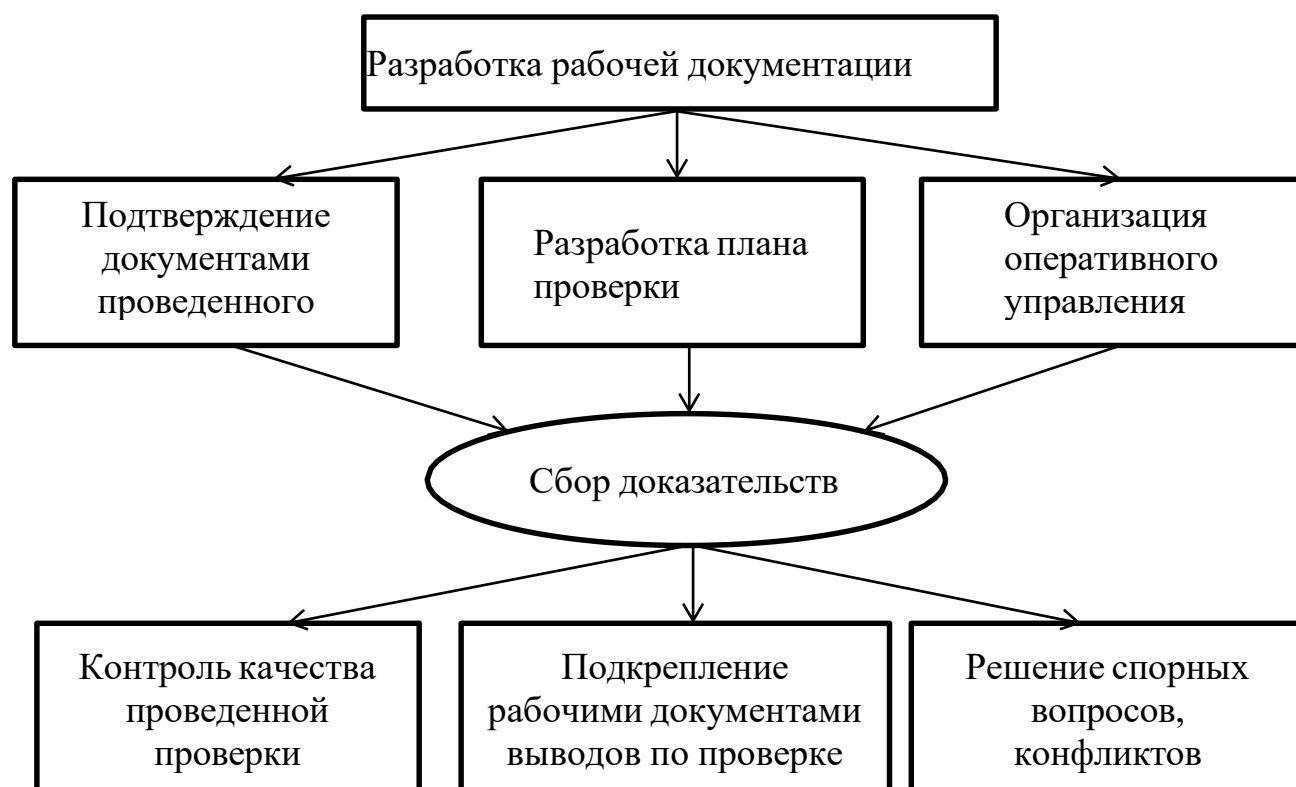 Разработка рабочей документации
Подтверждение
документами
проведенного
Разработка плана
проверки
Организация
оперативного
управления
Сбор доказательств
Контроль качества
проведенной
проверки
Подкрепление
рабочими документами
выводов по проверке
Решение спорных
вопросов,
конфликтов